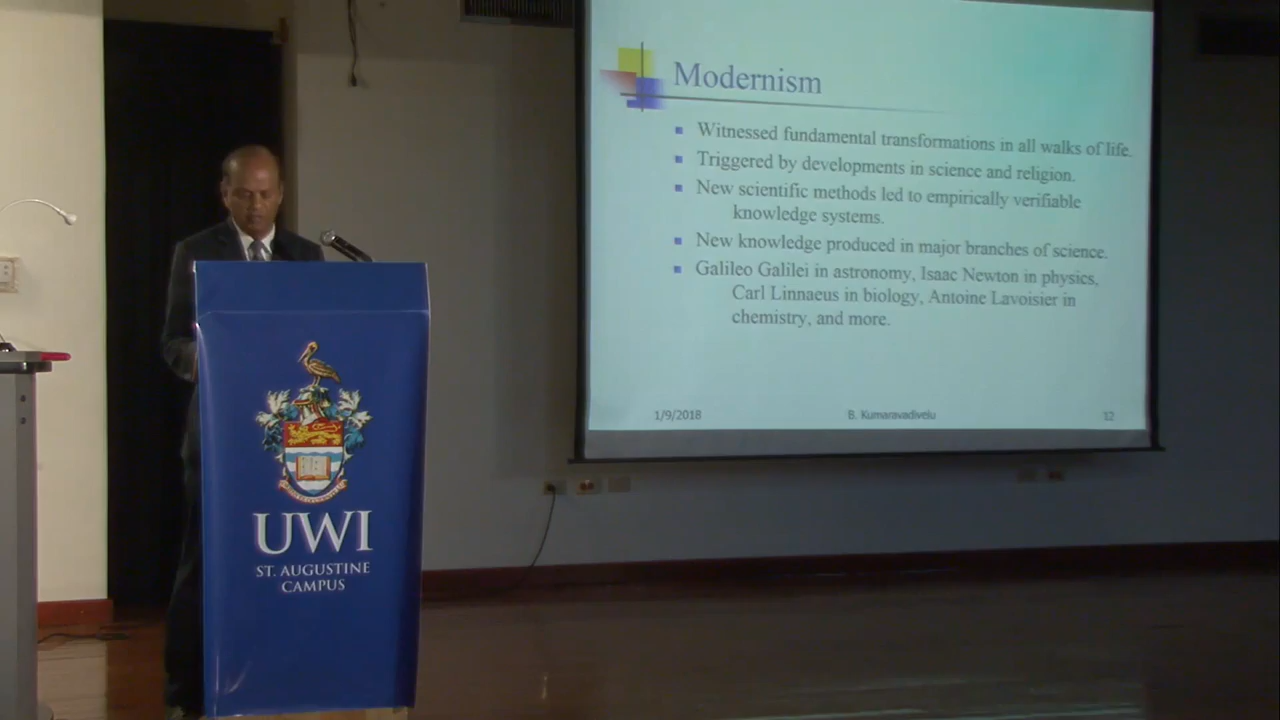 Modernism
Witnessed fundamental transformations in all walks of life.
Triggered by developments in science and religion.
New scientific methods led to empirically verifiable
knowledge systems.
New knowledge produced in major branches of science.
Galileo Galilei in astronomy, Isaac Newton in physics,
Carl Linnaeus in biology, Antoine Lavoisier in
chemistry, and more.
1/9/2018 B. Kumaravadivelu 12
UWI
ST. AUGUSTINE
CAMPUS